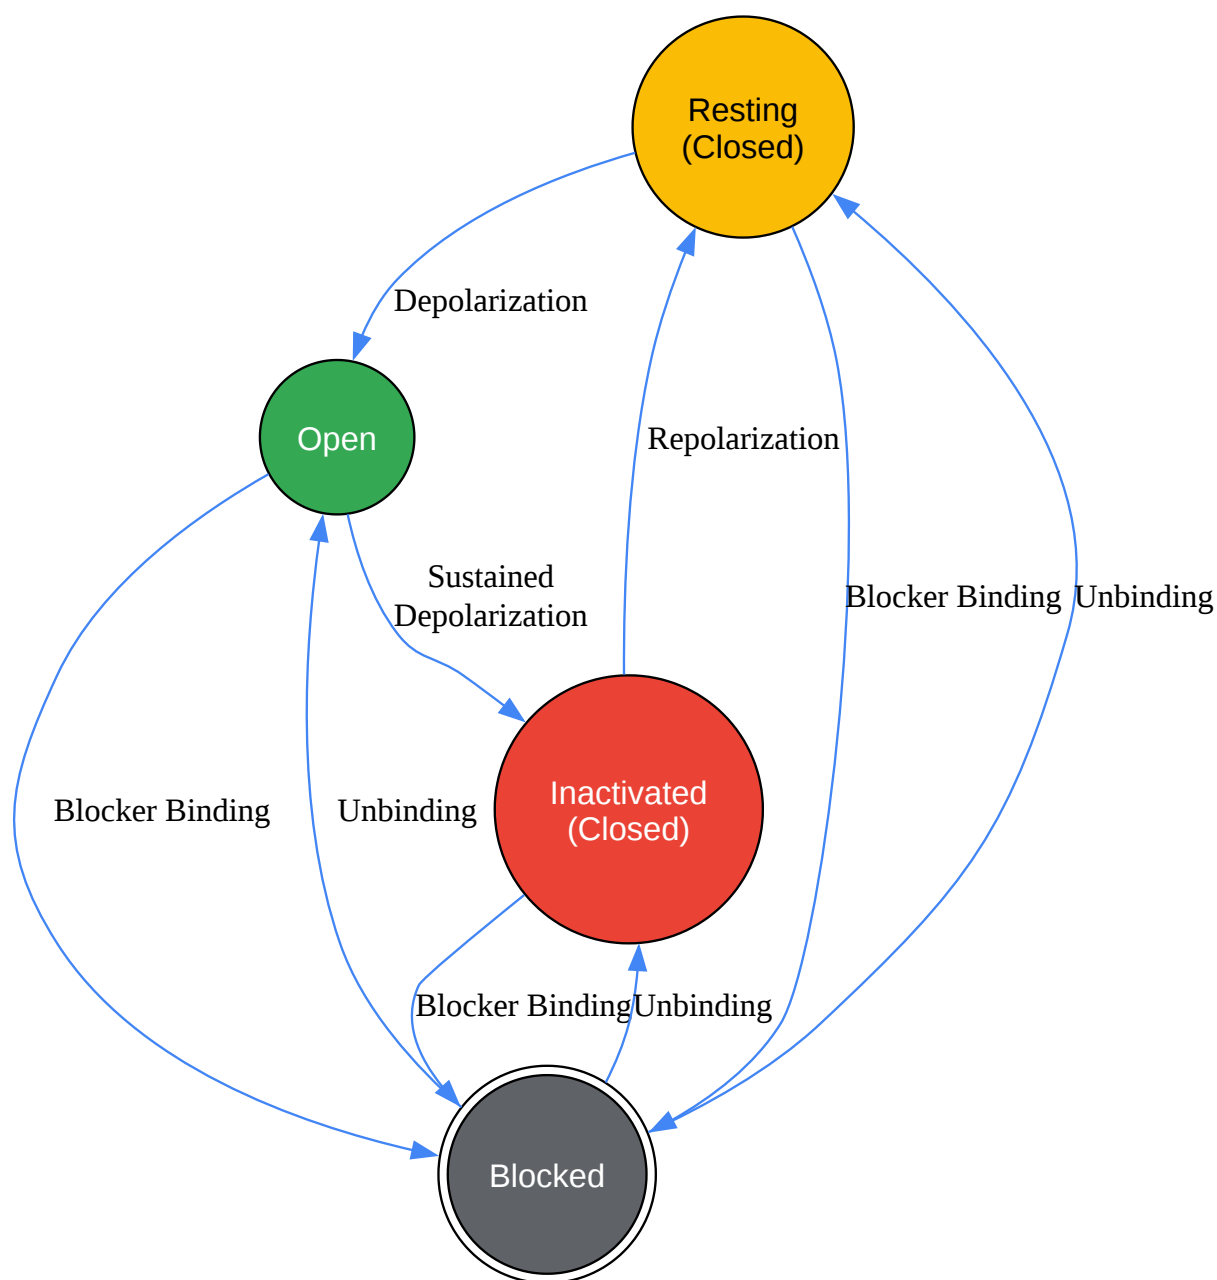 Resting
(Closed)
Depolarization
Open
Repolarization
Sustained
Depolarization
Blocker Binding
Unbinding
Inactivated
(Closed)
Blocker Binding
Unbinding
Blocker Binding
Unbinding
Blocked